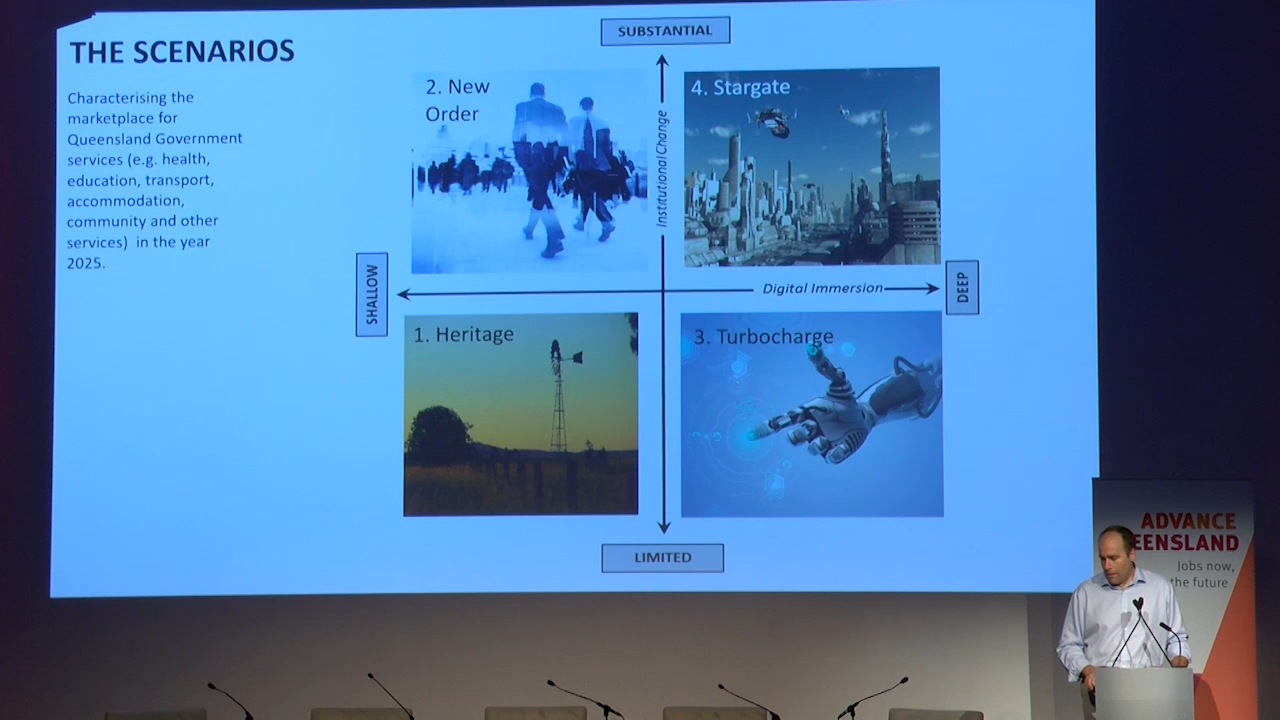 THE SCENARIOS
Characterising the
marketplace for
Queensland Government
services (e.g. health,
education, transport,
accommodation,
community and other
services) in the year
2025.
SUBSTANTIAL
2. New
Order
4. Stargate
Institutional Change
SHALLOW
Digital Immersion
DEEP
1. Heritage
3. Turbocharge
LIMITED
ADVANCE
EENSLAND
Jobs now,
the future